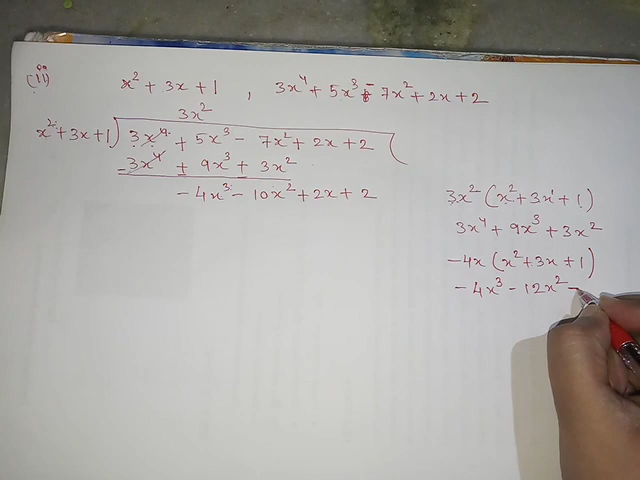 (ii) x² + 3x + 1 , 3x⁴ + 5x³ - 7x² + 2x + 2
3x²
x² + 3x + 1 ) 3x⁴ + 5x³ - 7x² + 2x + 2 (
- 3x⁴ + 9x³ + 3x²
- 4x³ - 10x² + 2x + 2
3x² (x² + 3x + 1)
3x⁴ + 9x³ + 3x²
- 4x (x² + 3x + 1)
- 4x³ - 12x² -